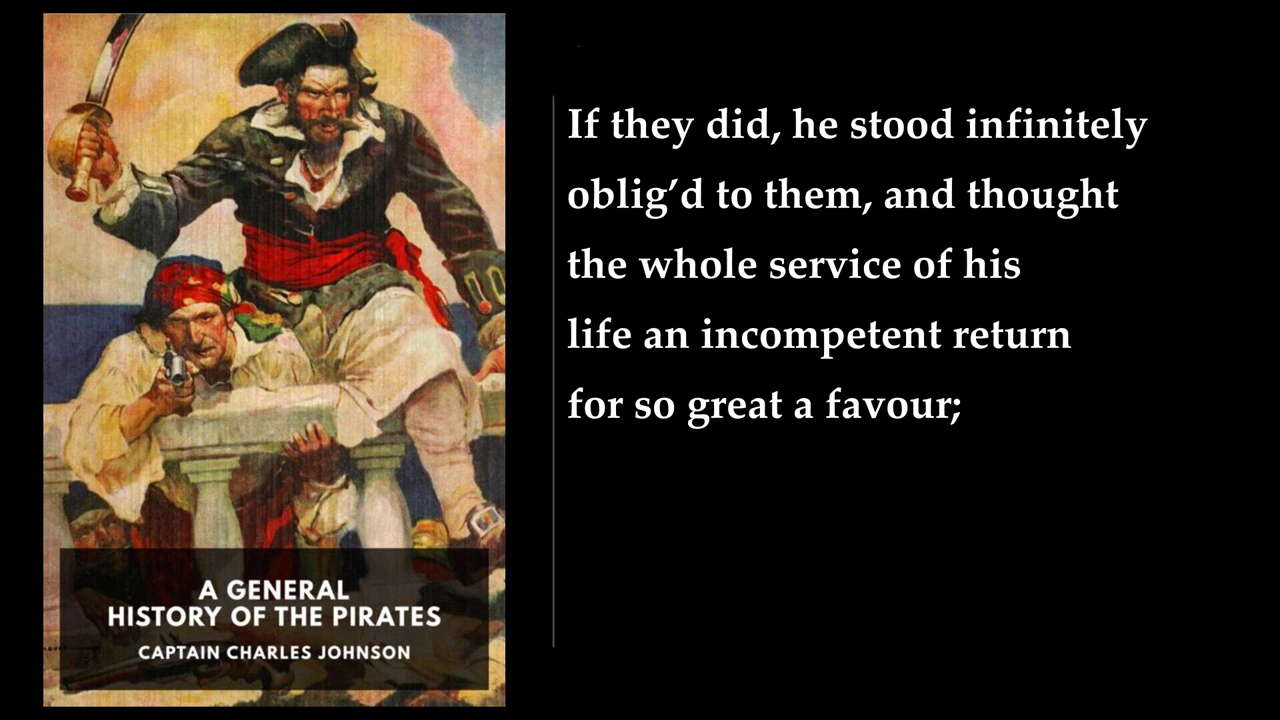 If they did, he stood infinitely
oblig’d to them, and thought
the whole service of his
life an incompetent return
for so great a favour;
A GENERAL
HISTORY OF THE PIRATES
CAPTAIN CHARLES JOHNSON